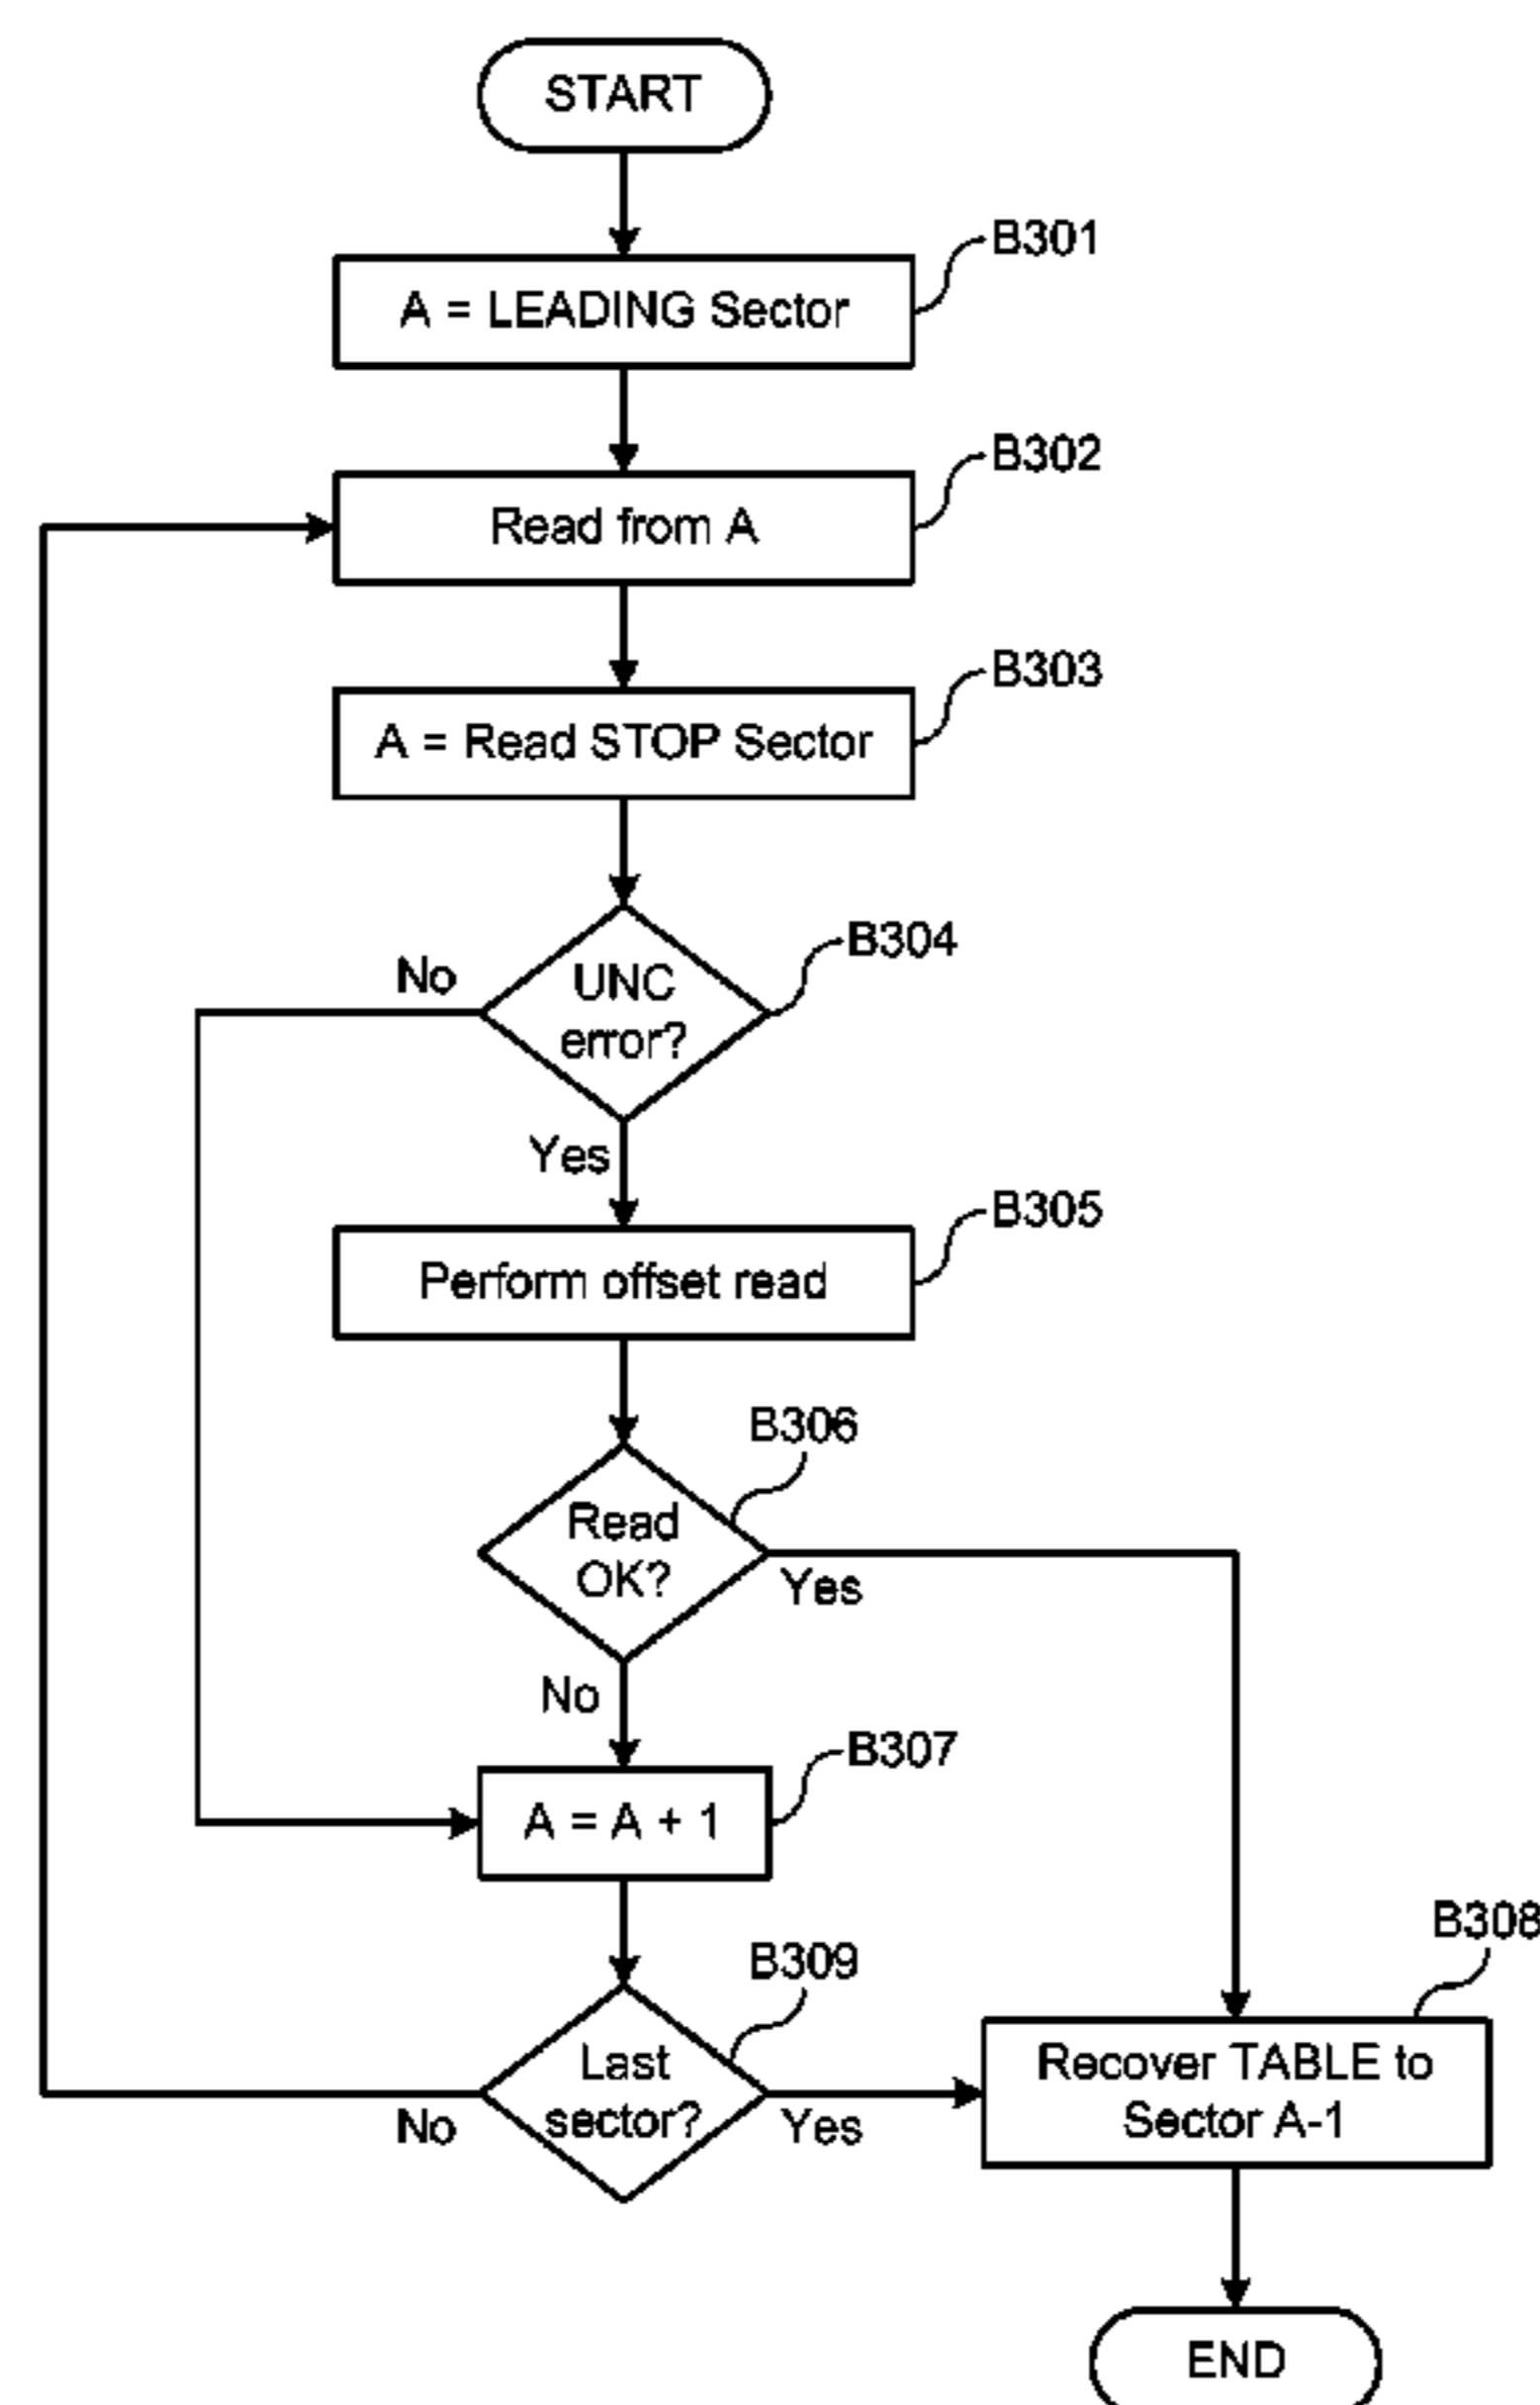 START
B301
A = LEADING Sector
B302
Read from A
B303
A = Read STOP Sector
B304
No
UNC
error?
Yes
B305
Perform offset read
B306
Read
OK?
Yes
No
B307
A = A + 1
B308
B309
Last
sector?
No
Yes
Recover TABLE to
Sector A-1
END